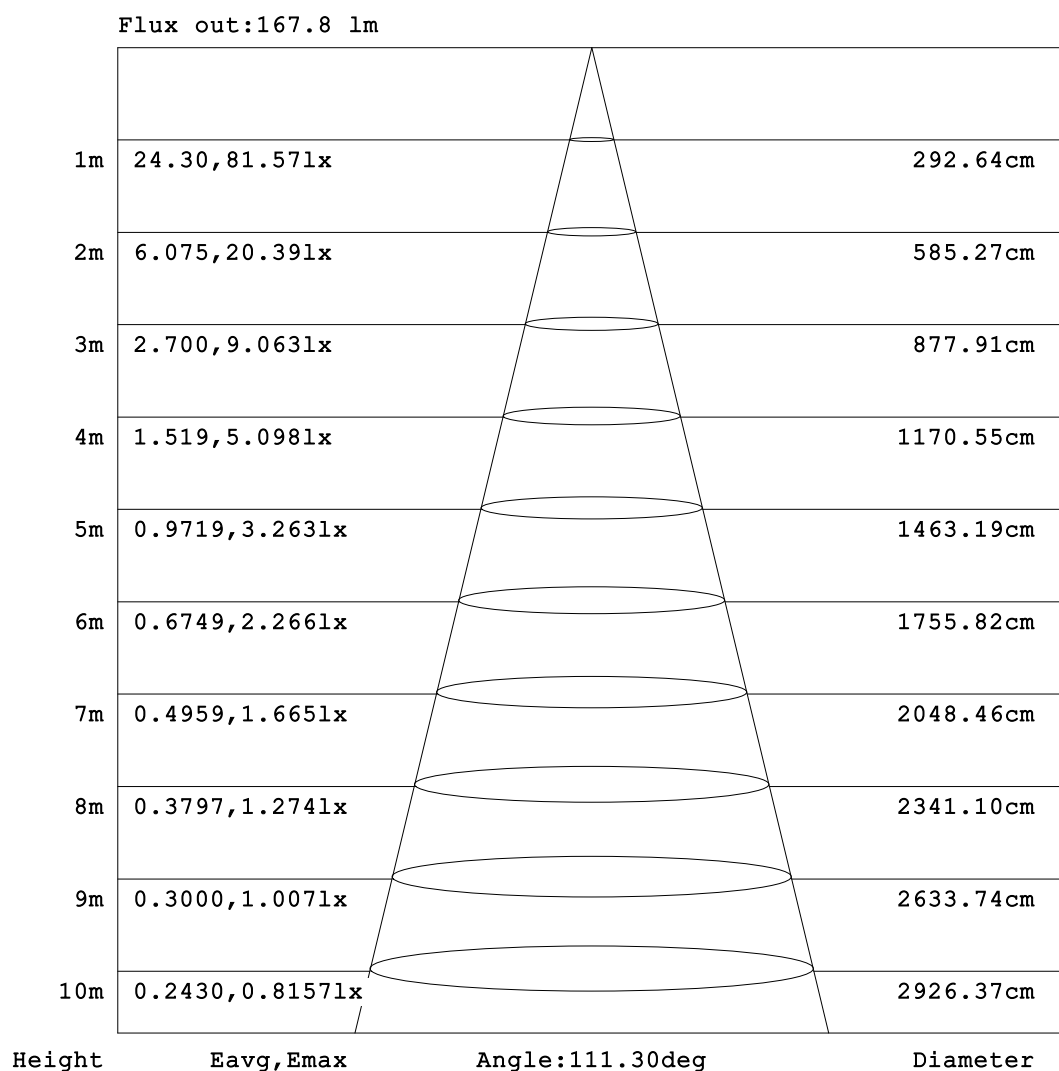 Flux out:167.8 lm
1m 24.30,81.57lx 292.64cm
2m 6.075,20.39lx 585.27cm
3m 2.700,9.063lx 877.91cm
4m 1.519,5.098lx 1170.55cm
5m 0.9719,3.263lx 1463.19cm
6m 0.6749,2.266lx 1755.82cm
7m 0.4959,1.665lx 2048.46cm
8m 0.3797,1.274lx 2341.10cm
9m 0.3000,1.007lx 2633.74cm
10m 0.2430,0.8157lx 2926.37cm
Height Eavg,Emax Angle:111.30deg Diameter